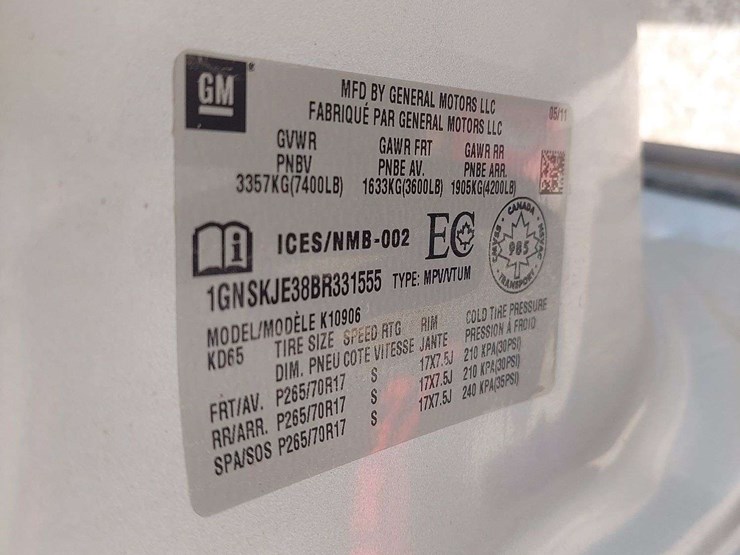 GM
MFD BY GENERAL MOTORS LLC 05/11
FABRIQUÉ PAR GENERAL MOTORS LLC
GVWR GAWR FRT GAWR RR
PNBV PNBE AV. PNBE ARR.
3357KG(7400LB) 1633KG(3600LB) 1905KG(4200LB)
i ICES/NMB-002 EC
CANADA
985
TRANSPORT
1GNSKJE38BR331555 TYPE: MPV/VTUM
MODEL/MODÈLE K10906
KD65 TIRE SIZE SPEED RTG RIM COLD TIRE PRESSURE
DIM. PNEU COTE VITESSE JANTE PRESSION À FROID
FRT/AV. P265/70R17 S 17X7.5J 210 KPA(30PSI)
RR/ARR. P265/70R17 S 17X7.5J 210 KPA(30PSI)
SPA/SOS P265/70R17 S 17X7.5J 240 KPA(35PSI)